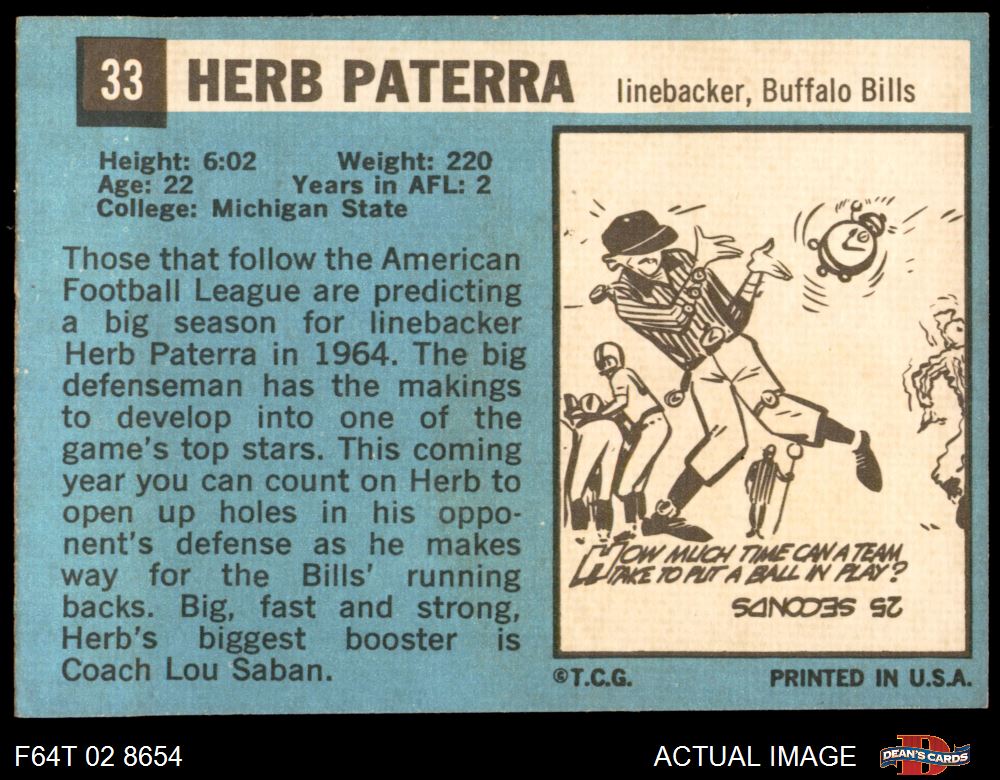 33 HERB PATERRA linebacker, Buffalo Bills
Height: 6:02 Weight: 220
Age: 22 Years in AFL: 2
College: Michigan State
Those that follow the American
Football League are predicting
a big season for linebacker
Herb Paterra in 1964. The big
defenseman has the makings
to develop into one of the
game's top stars. This coming
year you can count on Herb to
open up holes in his oppo-
nent's defense as he makes
way for the Bills' running
backs. Big, fast and strong,
Herb's biggest booster is
Coach Lou Saban.
HOW MUCH TIME CAN A TEAM
TAKE TO PUT A BALL IN PLAY?
25 SECONDS
©T.C.G. PRINTED IN U.S.A.
F64T 02 8654 ACTUAL IMAGE D DEAN'S CARDS